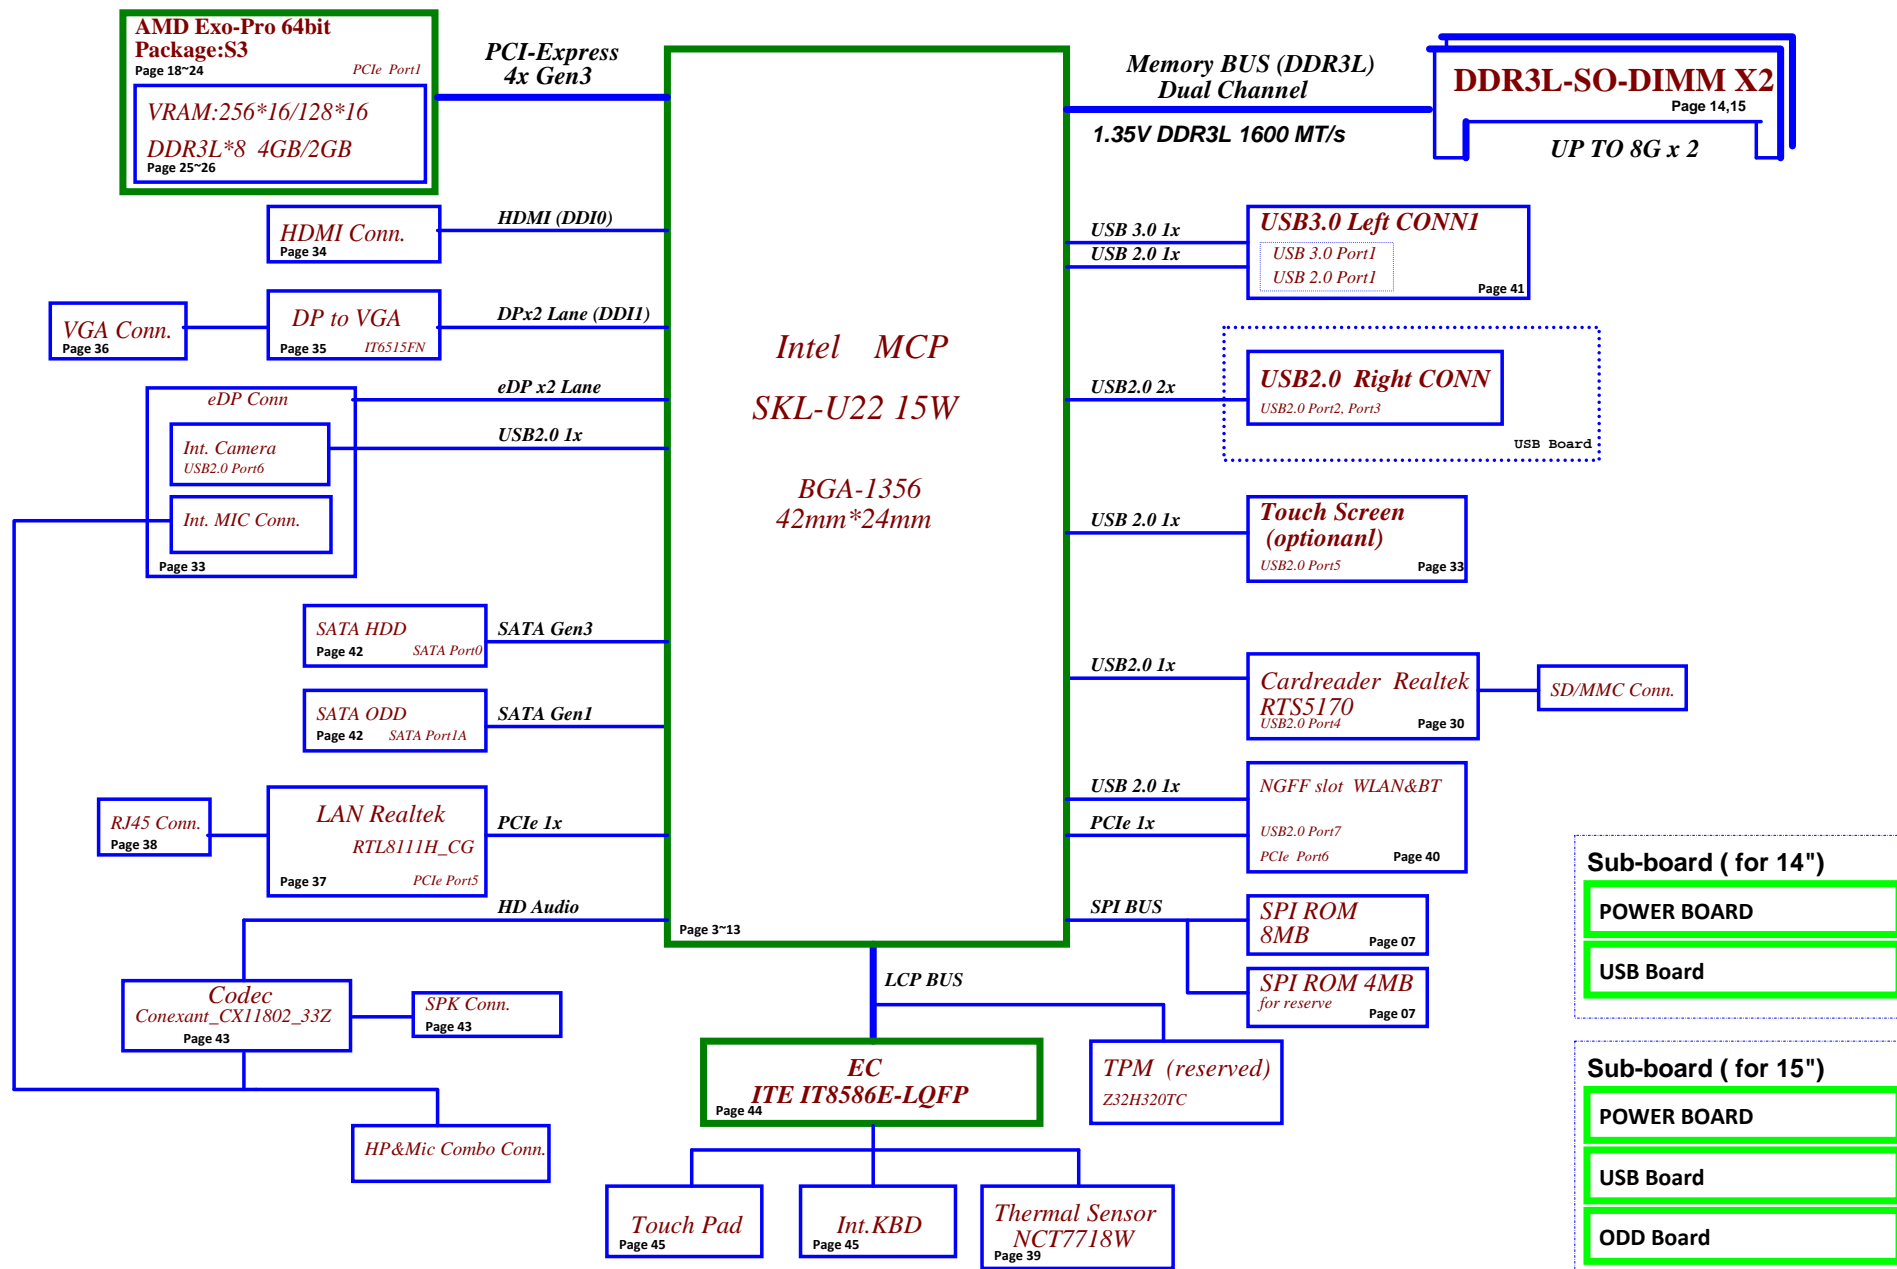 AMD Exo-Pro 64bit
Package:S3
Page 18~24
PCIe Port1
VRAM:256*16/128*16
DDR3L*8 4GB/2GB
Page 25~26
PCI-Express
4x Gen3
Memory BUS (DDR3L)
Dual Channel
1.35V DDR3L 1600 MT/s
DDR3L-SO-DIMM X2
Page 14,15
UP TO 8G x 2
HDMI Conn.
Page 34
HDMI (DDI0)
VGA Conn.
Page 36
DP to VGA
Page 35
IT6515FN
DPx2 Lane (DDI1)
eDP Conn
eDP x2 Lane
Int. Camera
USB2.0 Port6
USB2.0 1x
Int. MIC Conn.
Page 33
SATA HDD
Page 42
SATA Port0
SATA Gen3
SATA ODD
Page 42
SATA Port1A
SATA Gen1
RJ45 Conn.
Page 38
LAN Realtek
RTL8111H_CG
Page 37
PCIe Port5
PCIe 1x
HD Audio
Intel MCP
SKL-U22 15W
BGA-1356
42mm*24mm
Page 3~13
USB 3.0 1x
USB 2.0 1x
USB3.0 Left CONN1
USB 3.0 Port1
USB 2.0 Port1
Page 41
USB2.0 2x
USB2.0 Right CONN
USB2.0 Port2, Port3
USB Board
USB 2.0 1x
Touch Screen
(optionanl)
USB2.0 Port5
Page 33
USB2.0 1x
Cardreader Realtek
RTS5170
USB2.0 Port4
Page 30
SD/MMC Conn.
USB 2.0 1x
PCIe 1x
NGFF slot WLAN&BT
USB2.0 Port7
PCIe Port6
Page 40
SPI BUS
SPI ROM
8MB
Page 07
SPI ROM 4MB
for reserve
Page 07
Codec
Conexant_CX11802_33Z
Page 43
SPK Conn.
Page 43
HP&Mic Combo Conn.
LCP BUS
EC
ITE IT8586E-LQFP
Page 44
TPM (reserved)
Z32H320TC
Touch Pad
Page 45
Int.KBD
Page 45
Thermal Sensor
NCT7718W
Page 39
Sub-board ( for 14")
POWER BOARD
USB Board
Sub-board ( for 15")
POWER BOARD
USB Board
ODD Board